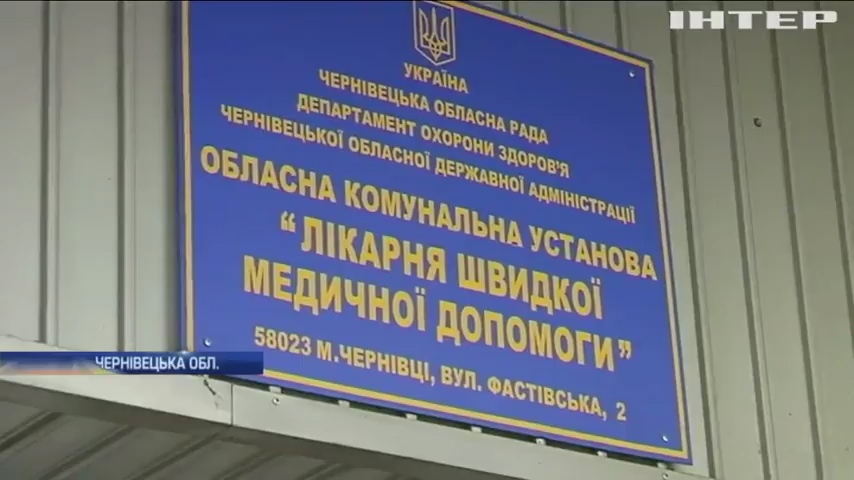 ІНТЕР
УКРАЇНА
ЧЕРНІВЕЦЬКА ОБЛАСНА РАДА
ДЕПАРТАМЕНТ ОХОРОНИ ЗДОРОВ'Я
ЧЕРНІВЕЦЬКОЇ ОБЛАСНОЇ ДЕРЖАВНОЇ АДМІНІСТРАЦІЇ
ОБЛАСНА КОМУНАЛЬНА УСТАНОВА
“ЛІКАРНЯ ШВИДКОЇ
МЕДИЧНОЇ ДОПОМОГИ”
58023 М.ЧЕРНІВЦІ, ВУЛ. ФАСТІВСЬКА, 2
ЧЕРНІВЕЦЬКА ОБЛ.